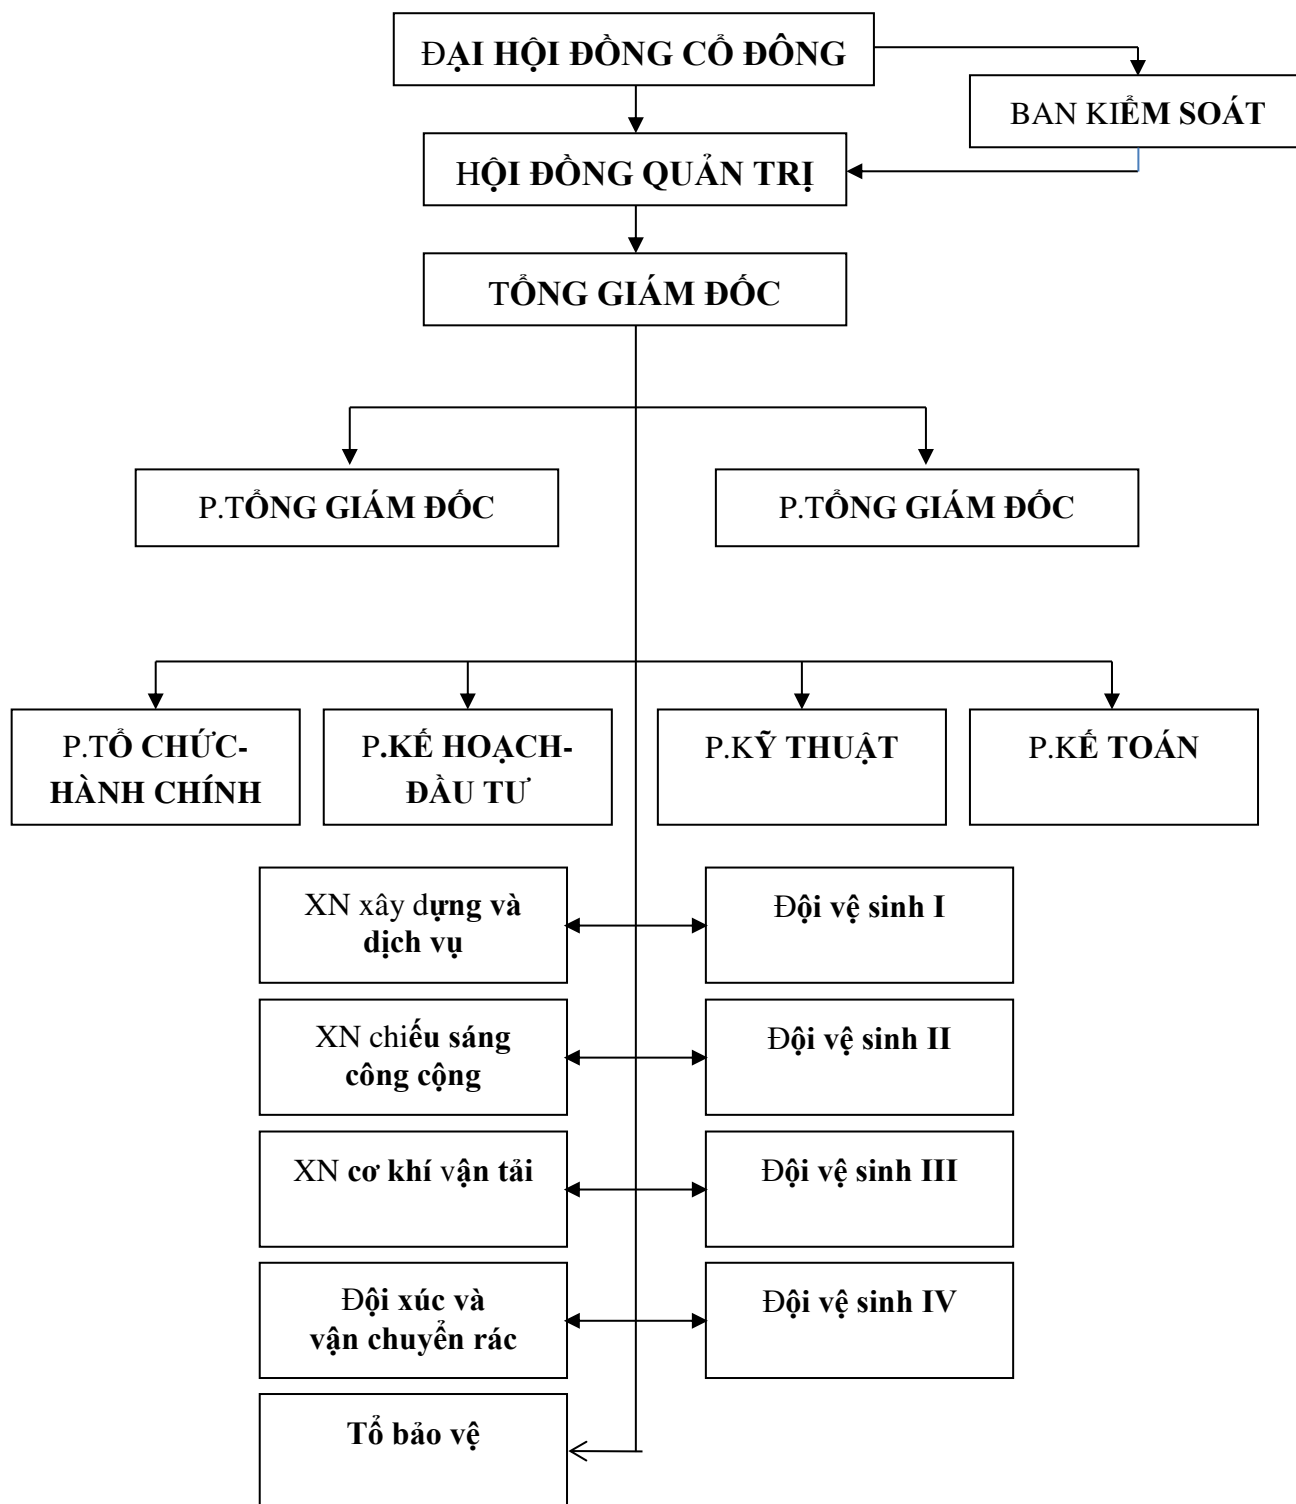 ĐẠI HỘI ĐỒNG CỔ ĐÔNG
BAN KIỂM SOÁT
HỘI ĐỒNG QUẢN TRỊ
TỔNG GIÁM ĐỐC
P.TỔNG GIÁM ĐỐC
P.TỔNG GIÁM ĐỐC
P.TỔ CHỨC-
HÀNH CHÍNH
P.KẾ HOẠCH-
ĐẦU TƯ
P.KỸ THUẬT
P.KẾ TOÁN
XN xây dựng và
dịch vụ
Đội vệ sinh I
XN chiếu sáng
công cộng
Đội vệ sinh II
XN cơ khí vận tải
Đội vệ sinh III
Đội xúc và
vận chuyển rác
Đội vệ sinh IV
Tổ bảo vệ